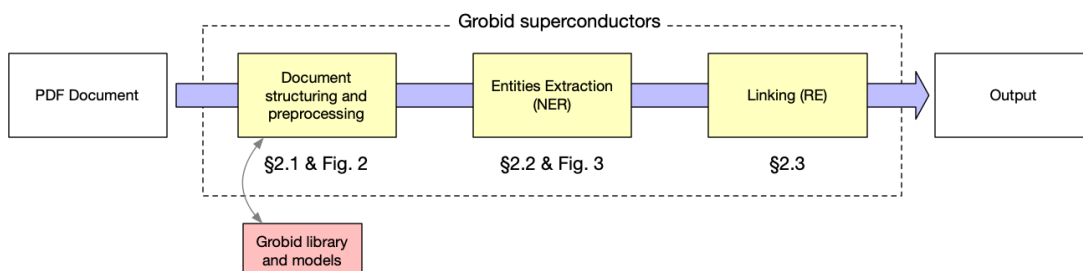 Grobid superconductors
PDF Document
Document
structuring and
preprocessing
Entities Extraction
(NER)
Linking (RE)
Output
§2.1 & Fig. 2
§2.2 & Fig. 3
§2.3
Grobid library
and models